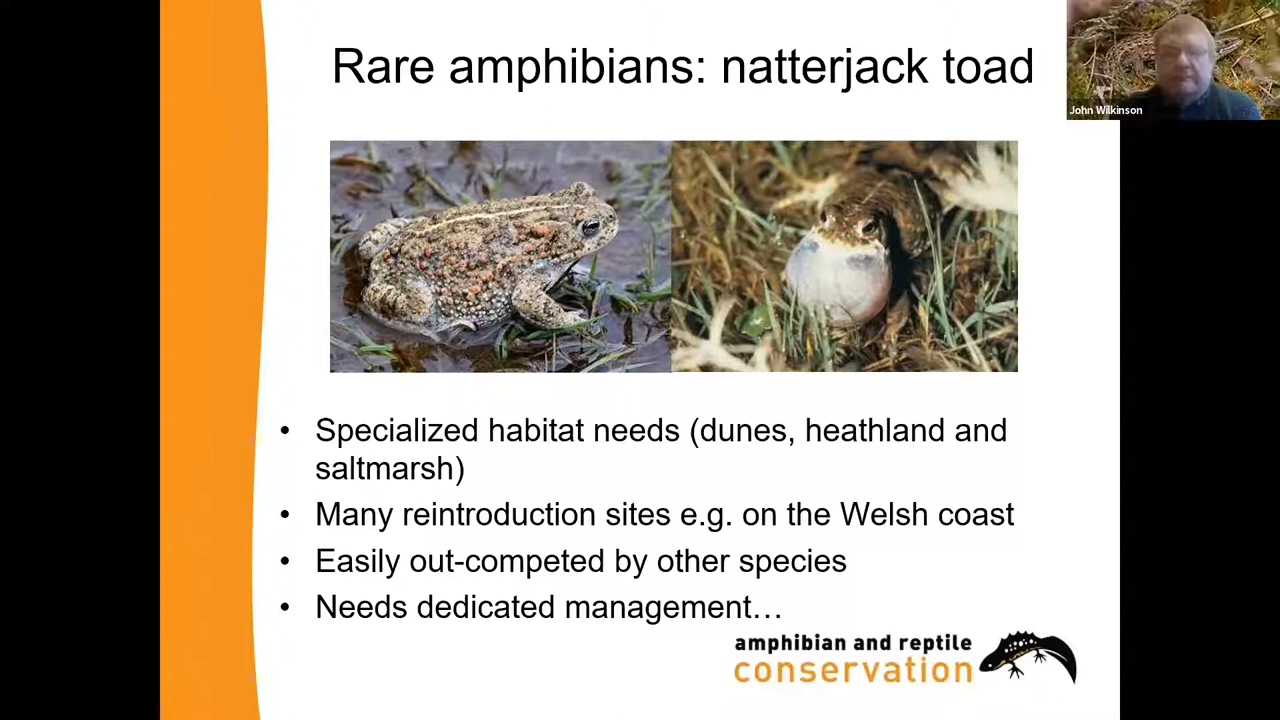 Rare amphibians: natterjack toad
John Wilkinson
• Specialized habitat needs (dunes, heathland and
saltmarsh)
• Many reintroduction sites e.g. on the Welsh coast
• Easily out-competed by other species
• Needs dedicated management…
amphibian and reptile
conservation